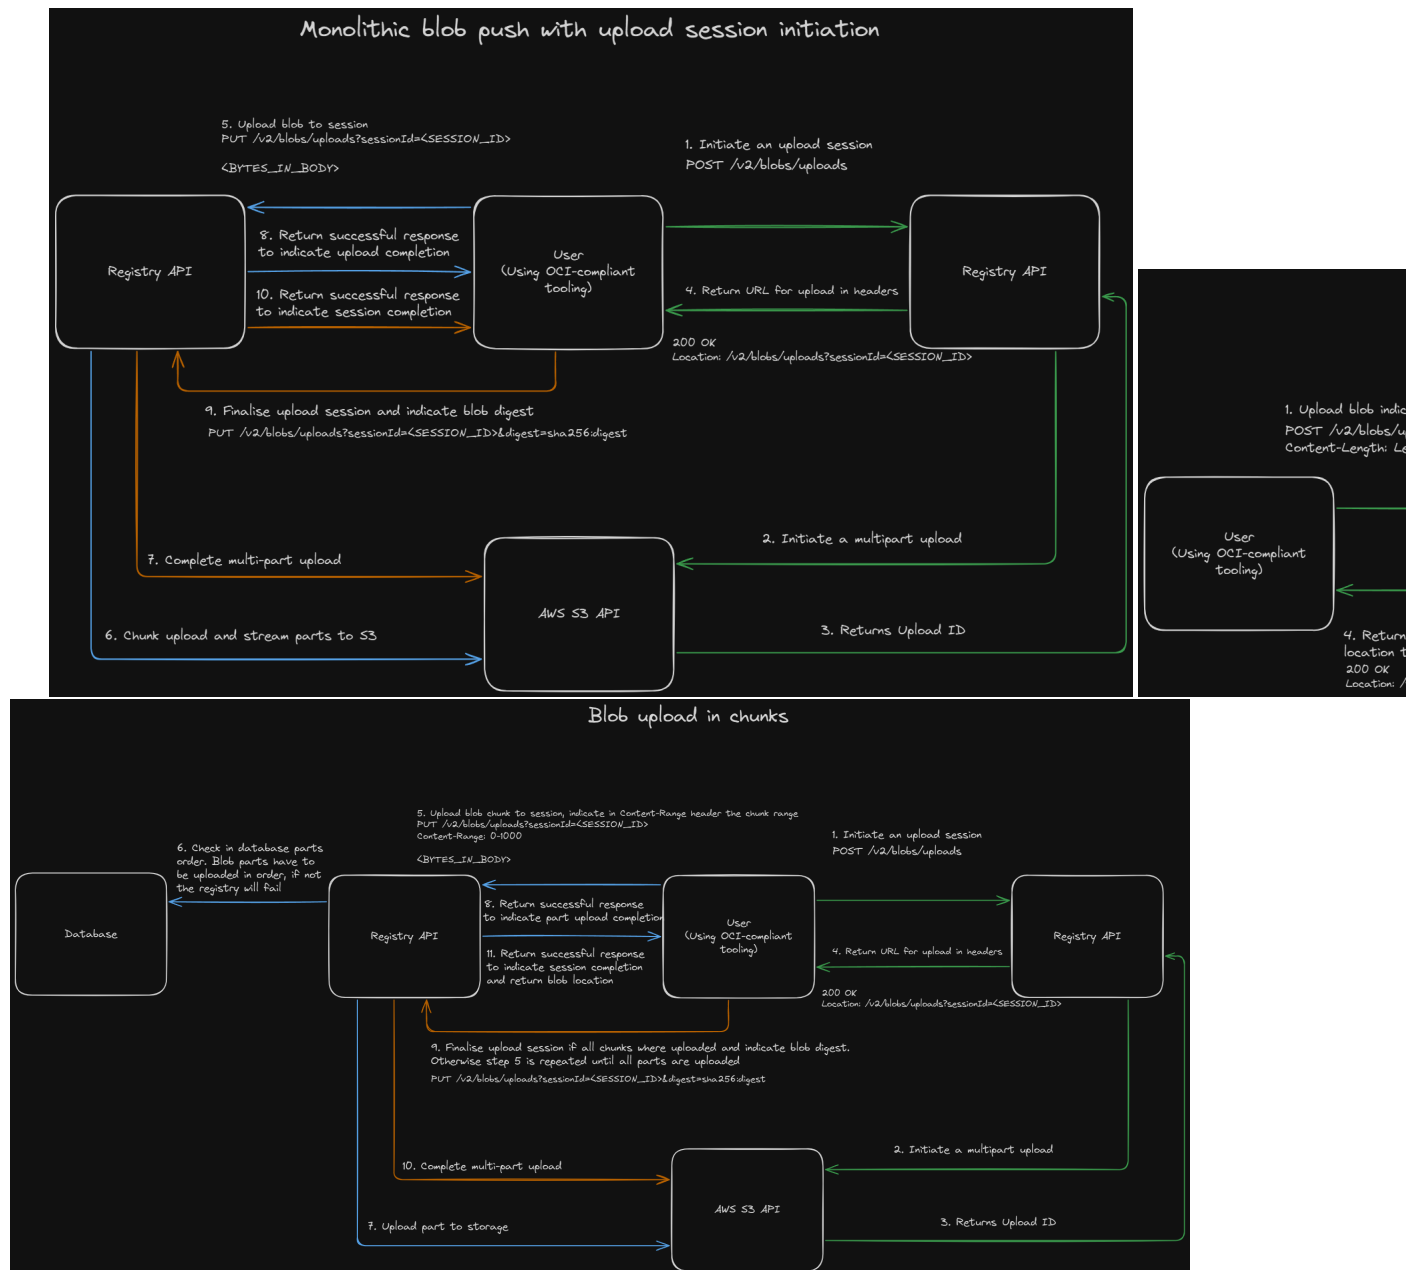 Monolithic blob push with upload session initiation
5. Upload blob to session
PUT /v2/blobs/uploads?sessionId=<SESSION_ID>
<BYTES_IN_BODY>
1. Initiate an upload session
POST /v2/blobs/uploads
Registry API
8. Return successful response
to indicate upload completion
10. Return successful response
to indicate session completion
User
(Using OCI-compliant
tooling)
4. Return URL for upload in headers
200 OK
Location: /v2/blobs/uploads?sessionId=<SESSION_ID>
Registry API
9. Finalise upload session and indicate blob digest
PUT /v2/blobs/uploads?sessionId=<SESSION_ID>&digest=sha256:digest
7. Complete multi-part upload
2. Initiate a multipart upload
AWS S3 API
6. Chunk upload and stream parts to S3
3. Returns Upload ID
1. Upload blob indic
POST /v2/blobs/u
Content-Length: Le
User
(Using OCI-compliant
tooling)
4. Return
location t
200 OK
Location: /
Blob upload in chunks
5. Upload blob chunk to session, indicate in Content-Range header the chunk range
PUT /v2/blobs/uploads?sessionId=<SESSION_ID>
Content-Range: 0-1000
<BYTES_IN_BODY>
1. Initiate an upload session
POST /v2/blobs/uploads
6. Check in database parts
order. Blob parts have to
be uploaded in order, if not
the registry will fail
Database
Registry API
8. Return successful response
to indicate part upload completion
11. Return successful response
to indicate session completion
and return blob location
User
(Using OCI-compliant
tooling)
4. Return URL for upload in headers
200 OK
Location: /v2/blobs/uploads?sessionId=<SESSION_ID>
Registry API
9. Finalise upload session if all chunks where uploaded and indicate blob digest.
Otherwise step 5 is repeated until all parts are uploaded
PUT /v2/blobs/uploads?sessionId=<SESSION_ID>&digest=sha256:digest
10. Complete multi-part upload
2. Initiate a multipart upload
AWS S3 API
7. Upload part to storage
3. Returns Upload ID